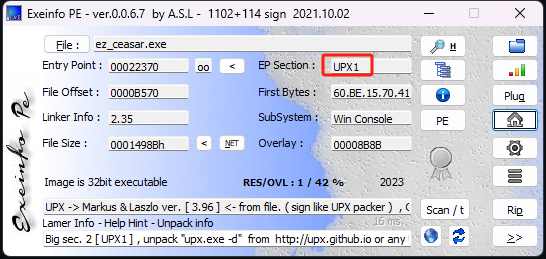 Exeinfo PE - ver.0.0.6.7 by A.S.L - 1102+114 sign 2021.10.02
Exeinfo Pe
File : ez_ceasar.exe H
Entry Point : 00022370 oo < EP Section : UPX1
File Offset : 0000B570 First Bytes : 60.BE.15.70.41 Plug
Linker Info : 2.35 SubSystem : Win Console PE
File Size : 0001498Bh < NET Overlay : 00008B8B
Image is 32bit executable RES/OVL : 1 / 42 % 2023
UPX -> Markus & Laszlo ver. [ 3.96 ] <- from file. ( sign like UPX packer ) , Scan / t Rip
Lamer Info - Help Hint - Unpack info 16 ms.
Big sec. 2 [ UPX1 ] , unpack "upx.exe -d" from http://upx.github.io or any >>